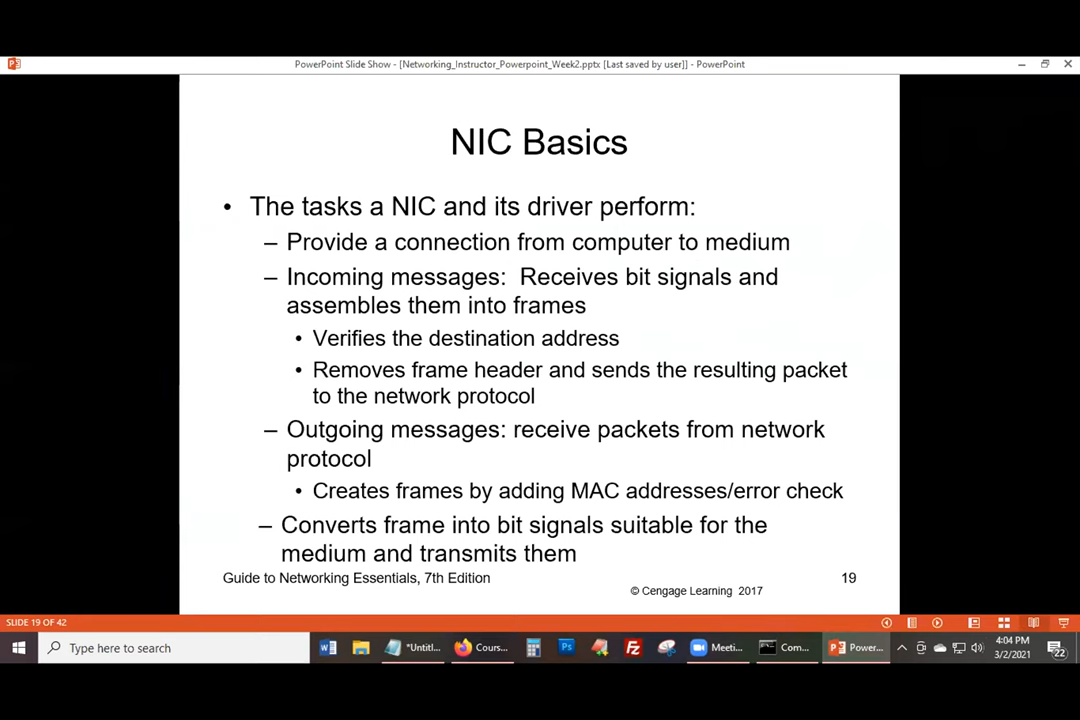 PowerPoint Slide Show - [Networking_Instructor_Powerpoint_Week2.pptx [Last saved by user]] - PowerPoint
NIC Basics
• The tasks a NIC and its driver perform:
– Provide a connection from computer to medium
– Incoming messages: Receives bit signals and
assembles them into frames
• Verifies the destination address
• Removes frame header and sends the resulting packet
to the network protocol
– Outgoing messages: receive packets from network
protocol
• Creates frames by adding MAC addresses/error check
– Converts frame into bit signals suitable for the
medium and transmits them
Guide to Networking Essentials, 7th Edition
© Cengage Learning 2017
19
SLIDE 19 OF 42
Type here to search
*Untitl...
Cours...
Meeti...
Com...
Power...
4:04 PM
3/2/2021
22